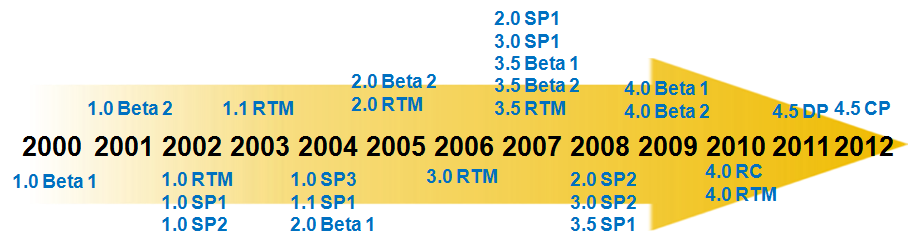 2.0 SP1
3.0 SP1
3.5 Beta 1
3.5 Beta 2
3.5 RTM
2.0 Beta 2
2.0 RTM
4.0 Beta 1
4.0 Beta 2
1.0 Beta 2
1.1 RTM
4.5 DP
4.5 CP
2000 2001 2002 2003 2004 2005 2006 2007 2008 2009 2010 2011 2012
1.0 Beta 1
1.0 RTM
1.0 SP1
1.0 SP2
1.0 SP3
1.1 SP1
2.0 Beta 1
3.0 RTM
2.0 SP2
3.0 SP2
3.5 SP1
4.0 RC
4.0 RTM